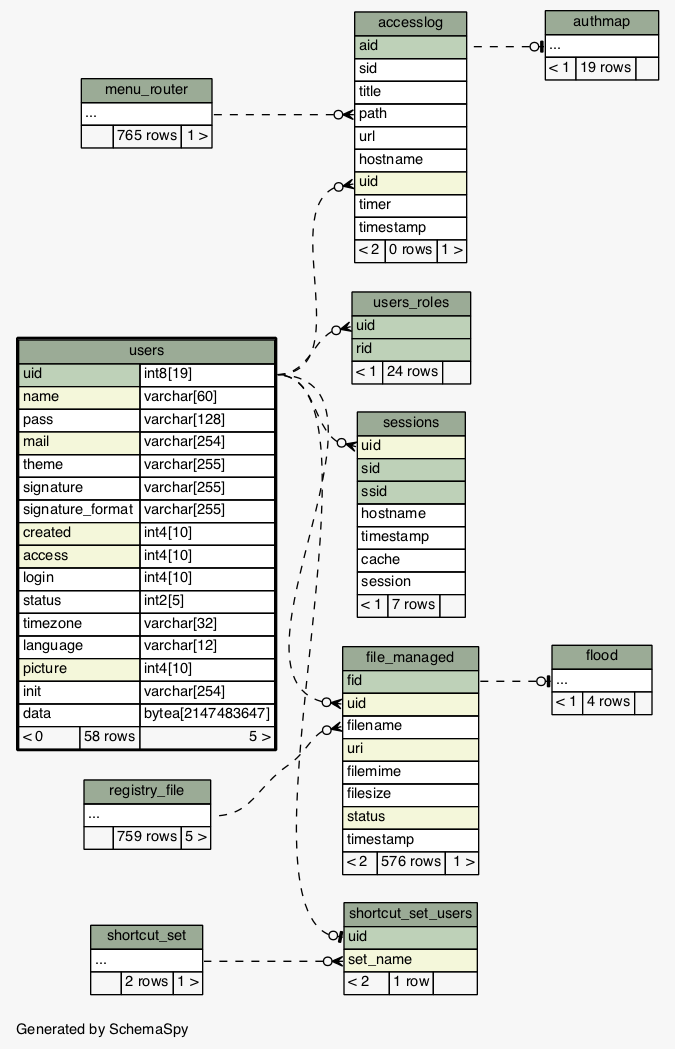 accesslog
aid
sid
title
path
url
hostname
uid
timer
timestamp
< 2 0 rows 1 >
authmap
...
< 1 19 rows
menu_router
...
765 rows 1 >
users_roles
uid
rid
< 1 24 rows
users
uid int8[19]
name varchar[60]
pass varchar[128]
mail varchar[254]
theme varchar[255]
signature varchar[255]
signature_format varchar[255]
created int4[10]
access int4[10]
login int4[10]
status int2[5]
timezone varchar[32]
language varchar[12]
picture int4[10]
init varchar[254]
data bytea[2147483647]
< 0 58 rows 5 >
sessions
uid
sid
ssid
hostname
timestamp
cache
session
< 1 7 rows
file_managed
fid
uid
filename
uri
filemime
filesize
status
timestamp
< 2 576 rows 1 >
flood
...
< 1 4 rows
registry_file
...
759 rows 5 >
shortcut_set_users
uid
set_name
< 2 1 row
shortcut_set
...
2 rows 1 >
Generated by SchemaSpy